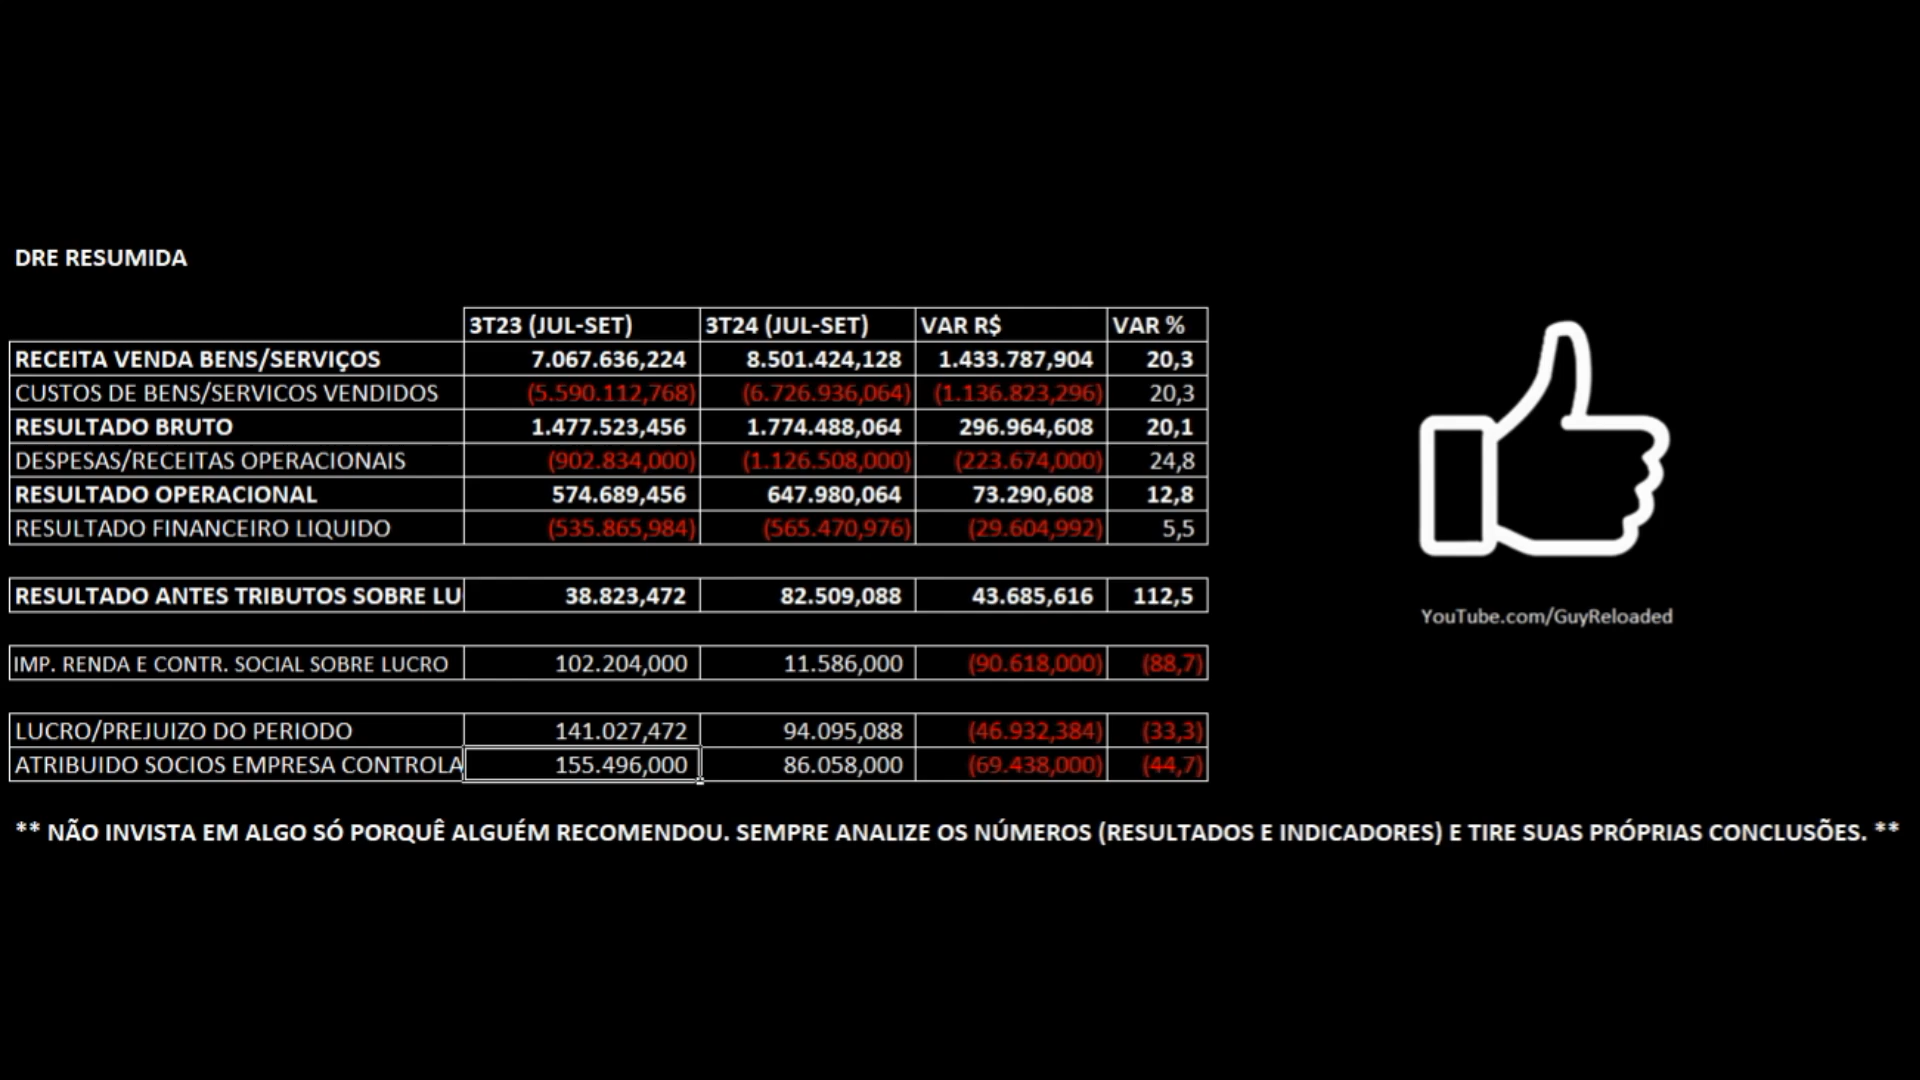 DRE RESUMIDA
3T23 (JUL-SET) 3T24 (JUL-SET) VAR R$ VAR %
RECEITA VENDA BENS/SERVIÇOS 7.067.636,224 8.501.424,128 1.433.787,904 20,3
CUSTOS DE BENS/SERVICOS VENDIDOS (5.590.112,768) (6.726.936,064) (1.136.823,296) 20,3
RESULTADO BRUTO 1.477.523,456 1.774.488,064 296.964,608 20,1
DESPESAS/RECEITAS OPERACIONAIS (902.834,000) (1.126.508,000) (223.674,000) 24,8
RESULTADO OPERACIONAL 574.689,456 647.980,064 73.290,608 12,8
RESULTADO FINANCEIRO LIQUIDO (535.865,984) (565.470,976) (29.604,992) 5,5
RESULTADO ANTES TRIBUTOS SOBRE LU 38.823,472 82.509,088 43.685,616 112,5
IMP. RENDA E CONTR. SOCIAL SOBRE LUCRO 102.204,000 11.586,000 (90.618,000) (88,7)
LUCRO/PREJUIZO DO PERIODO 141.027,472 94.095,088 (46.932,384) (33,3)
ATRIBUIDO SOCIOS EMPRESA CONTROLA 155.496,000 86.058,000 (69.438,000) (44,7)
YouTube.com/GuyReloaded
** NÃO INVISTA EM ALGO SÓ PORQUÊ ALGUÉM RECOMENDOU. SEMPRE ANALIZE OS NÚMEROS (RESULTADOS E INDICADORES) E TIRE SUAS PRÓPRIAS CONCLUSÕES. **